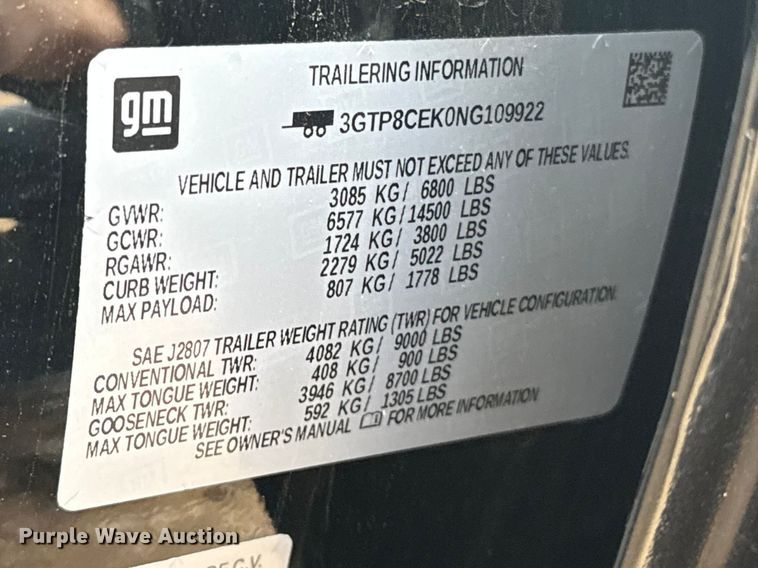 gm
TRAILERING INFORMATION
3GTP8CEK0NG109922
VEHICLE AND TRAILER MUST NOT EXCEED ANY OF THESE VALUES.
GVWR: 3085 KG/ 6800 LBS
GCWR: 6577 KG/14500 LBS
RGAWR: 1724 KG/ 3800 LBS
CURB WEIGHT: 2279 KG/ 5022 LBS
MAX PAYLOAD: 807 KG/ 1778 LBS
SAE J2807 TRAILER WEIGHT RATING (TWR) FOR VEHICLE CONFIGURATION.
CONVENTIONAL TWR: 4082 KG/ 9000 LBS
MAX TONGUE WEIGHT: 408 KG/ 900 LBS
GOOSENECK TWR: 3946 KG/ 8700 LBS
MAX TONGUE WEIGHT: 592 KG/ 1305 LBS
SEE OWNER'S MANUAL FOR MORE INFORMATION
Purple Wave Auction